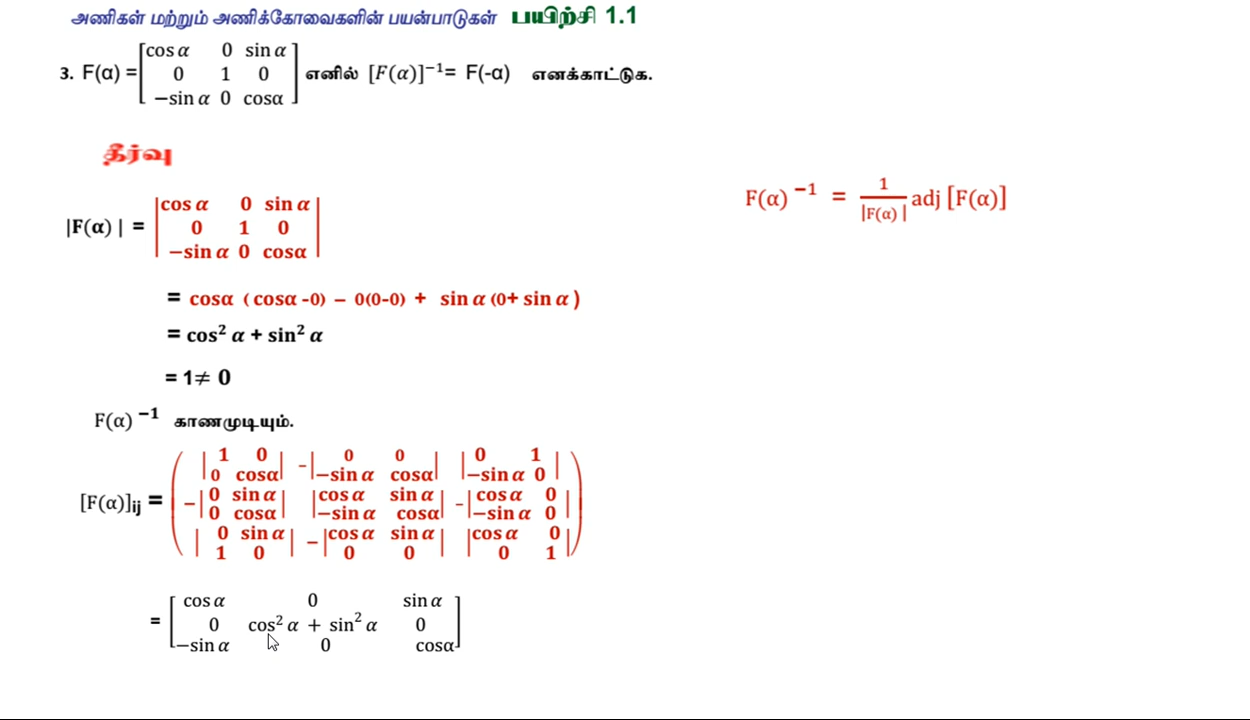 அணிகள் மற்றும் அணிக்கோவைகளின் பயன்பாடுகள் பயிற்சி 1.1
3. F(α) = [cos α 0 sin α
0 1 0
−sin α 0 cosα] எனில் [F(α)]⁻¹= F(-α) எனக்காட்டுக.
தீர்வு
F(α) ⁻¹ = 1/|F(α)| adj [F(α)]
|F(α) | = |cos α 0 sin α|
0 1 0
−sin α 0 cosα
= cosα ( cosα -0) – 0(0-0) + sin α (0+ sin α )
= cos² α + sin² α
= 1≠ 0
F(α) ⁻¹ காணமுடியும்.
[F(α)]ij = ( |1 0| -|0 0| |0 1|
|0 cosα| |−sin α cosα| |−sin α 0|
−|0 sin α| |cos α sin α| -|cos α 0|
|0 cosα| |−sin α cosα| |−sin α 0|
|0 sin α| −|cos α sin α| |cos α 0|
|1 0| |0 0| |0 1| )
= [cos α 0 sin α
0 cos² α + sin² α 0
−sin α 0 cosα]